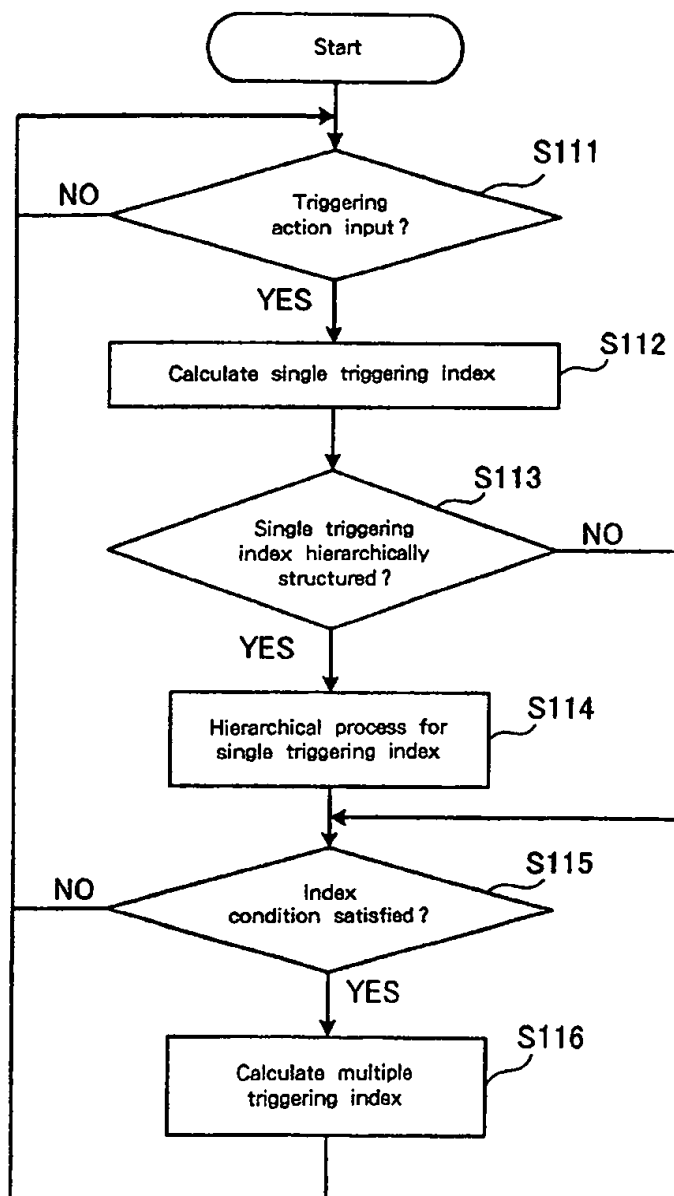 Start
S111
NO
Triggering
action input?
YES
S112
Calculate single triggering index
S113
Single triggering
index hierarchically
structured?
NO
YES
S114
Hierarchical process for
single triggering index
S115
NO
Index
condition satisfied?
YES
S116
Calculate multiple
triggering index